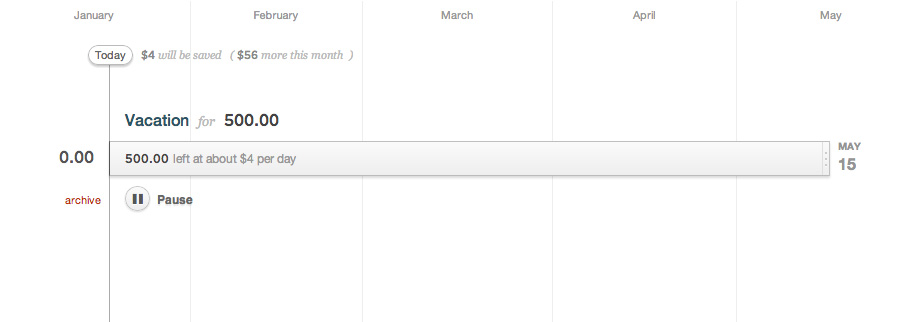 January February March April May
Today $4 will be saved ( $56 more this month )
Vacation for 500.00
0.00 500.00 left at about $4 per day MAY
15
archive Pause